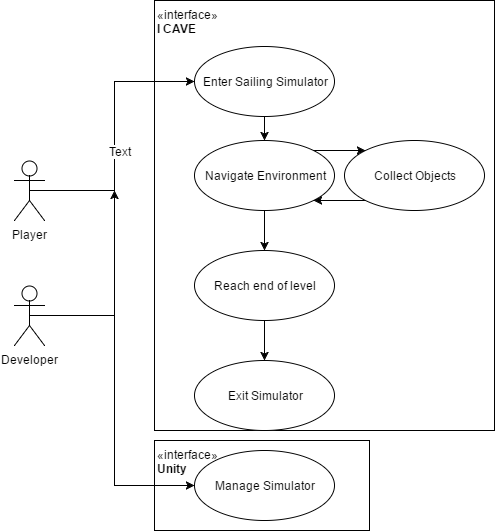 «interface»
I CAVE
Enter Sailing Simulator
Text
Navigate Environment
Collect Objects
Player
Reach end of level
Developer
Exit Simulator
«interface»
Unity
Manage Simulator